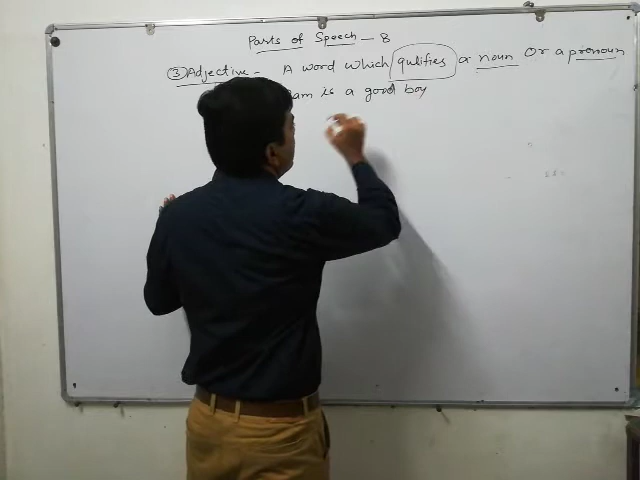 Parts of Speech - 8
③ Adjective - A word which qulifies a noun Or a pronoun
am is a good boy